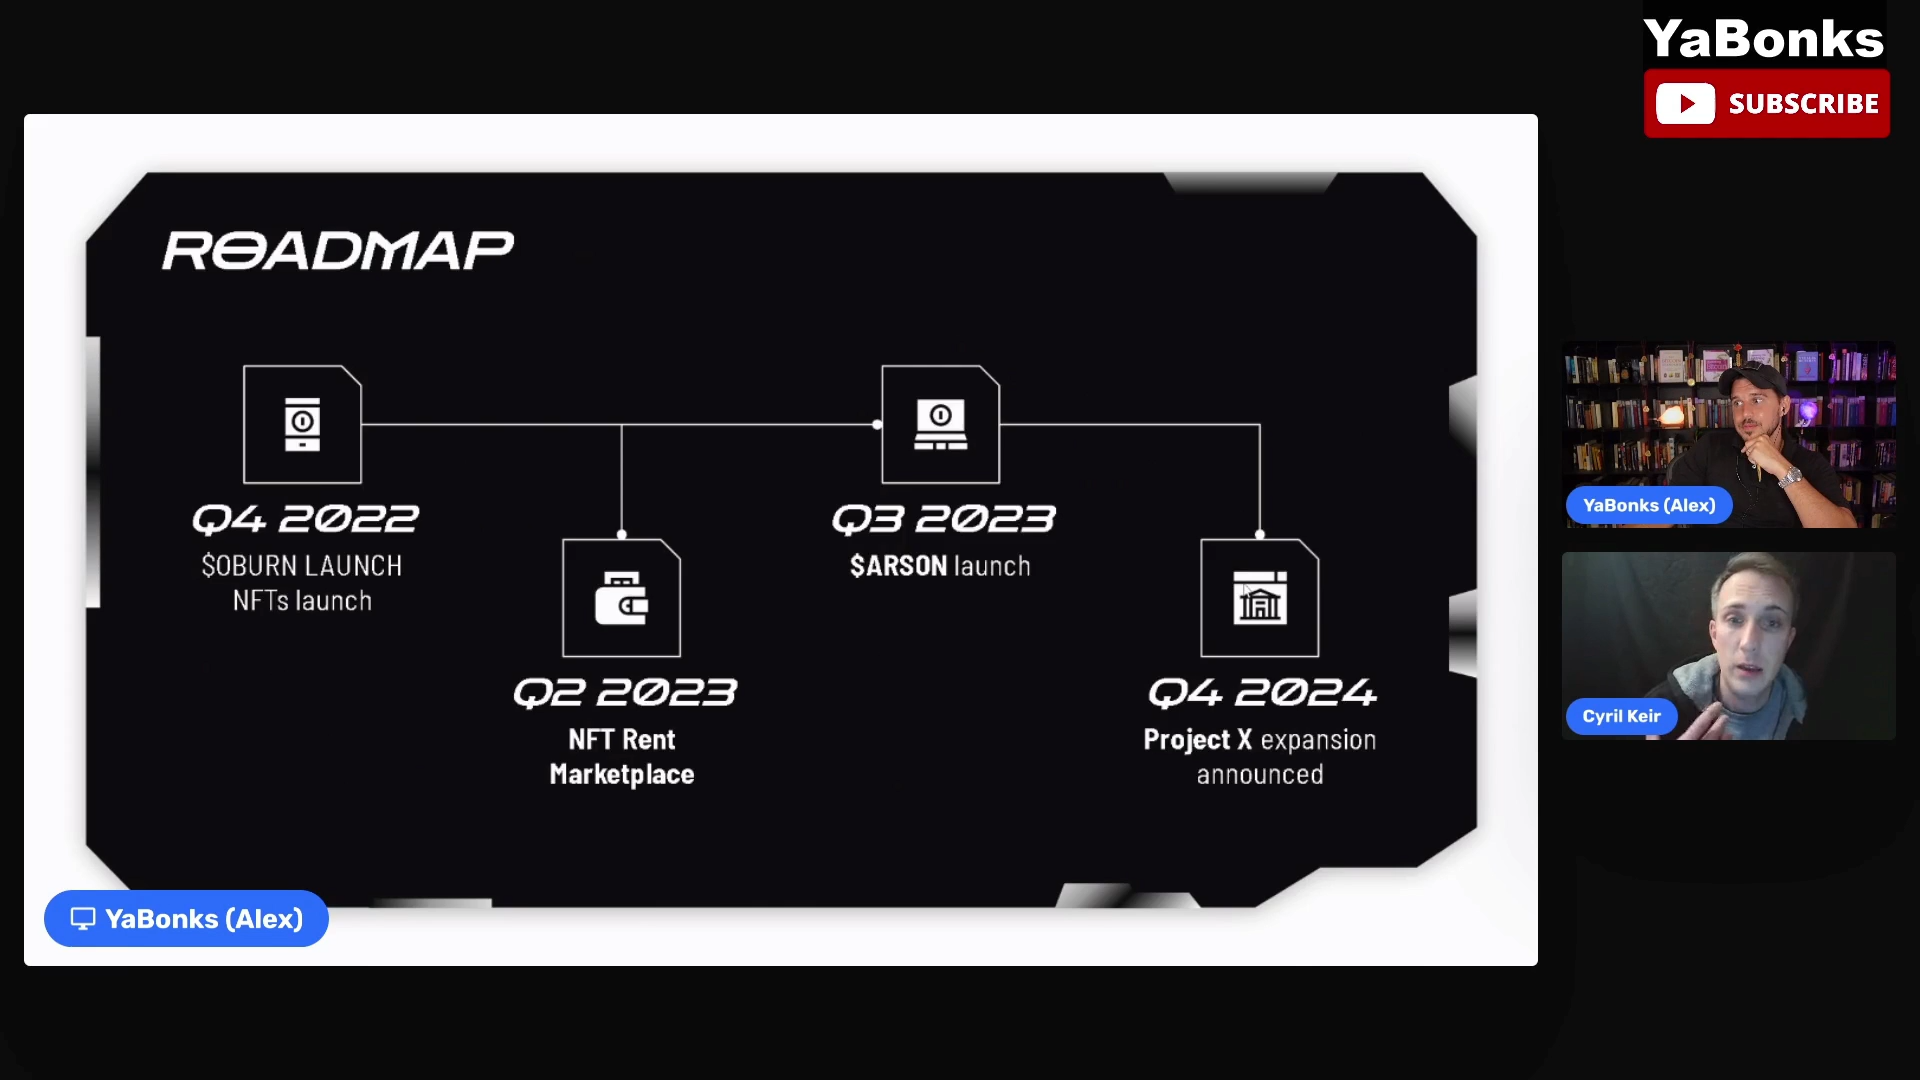 YaBonks
SUBSCRIBE
ROADMAP
Q4 2022
$OBURN LAUNCH
NFTs launch
Q2 2023
NFT Rent
Marketplace
Q3 2023
$ARSON launch
Q4 2024
Project X expansion
announced
YaBonks (Alex)
YaBonks (Alex)
Cyril Keir